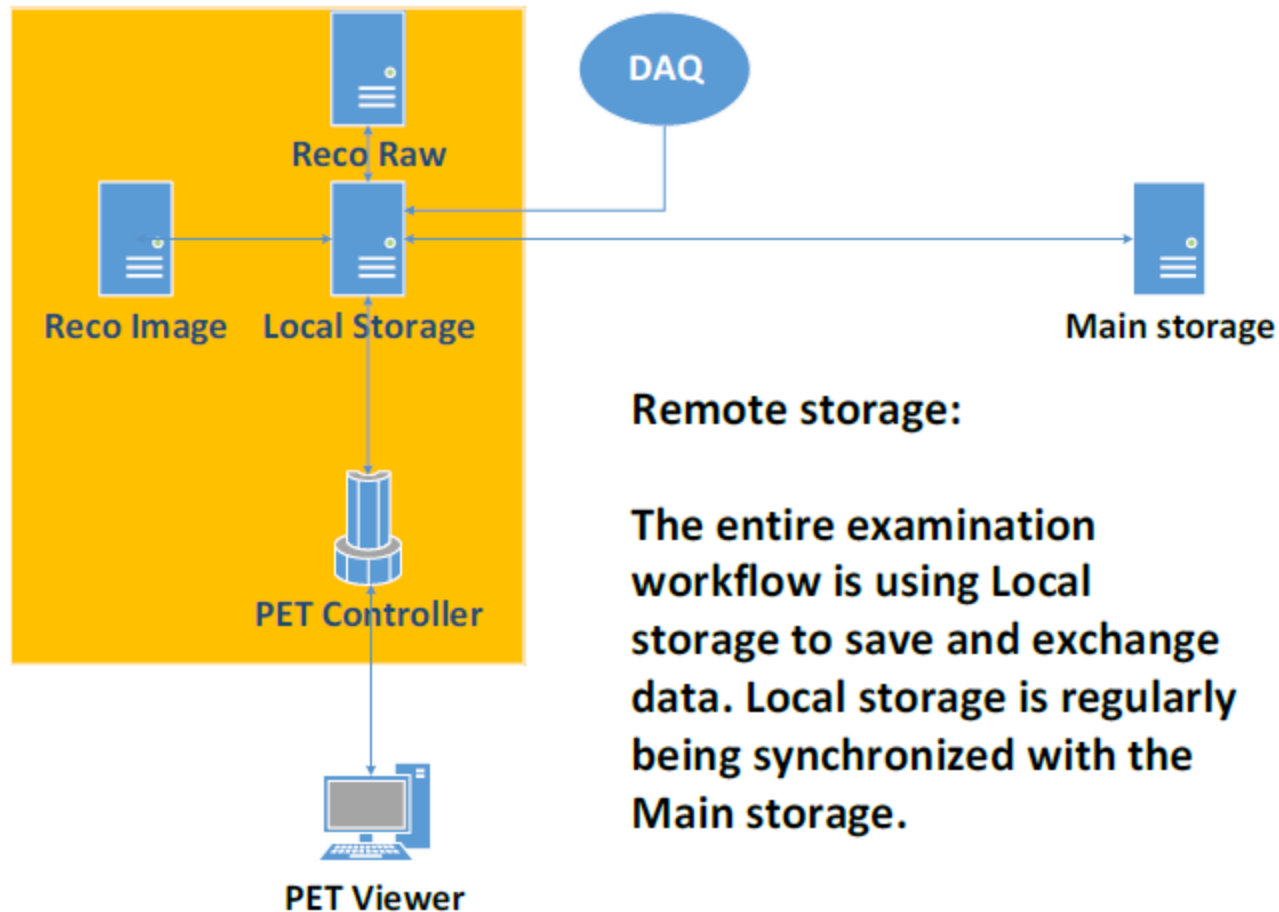 DAQ
Reco Raw
Reco Image
Local Storage
Main storage
PET Controller
PET Viewer
Remote storage:
The entire examination
workflow is using Local
storage to save and exchange
data. Local storage is regularly
being synchronized with the
Main storage.